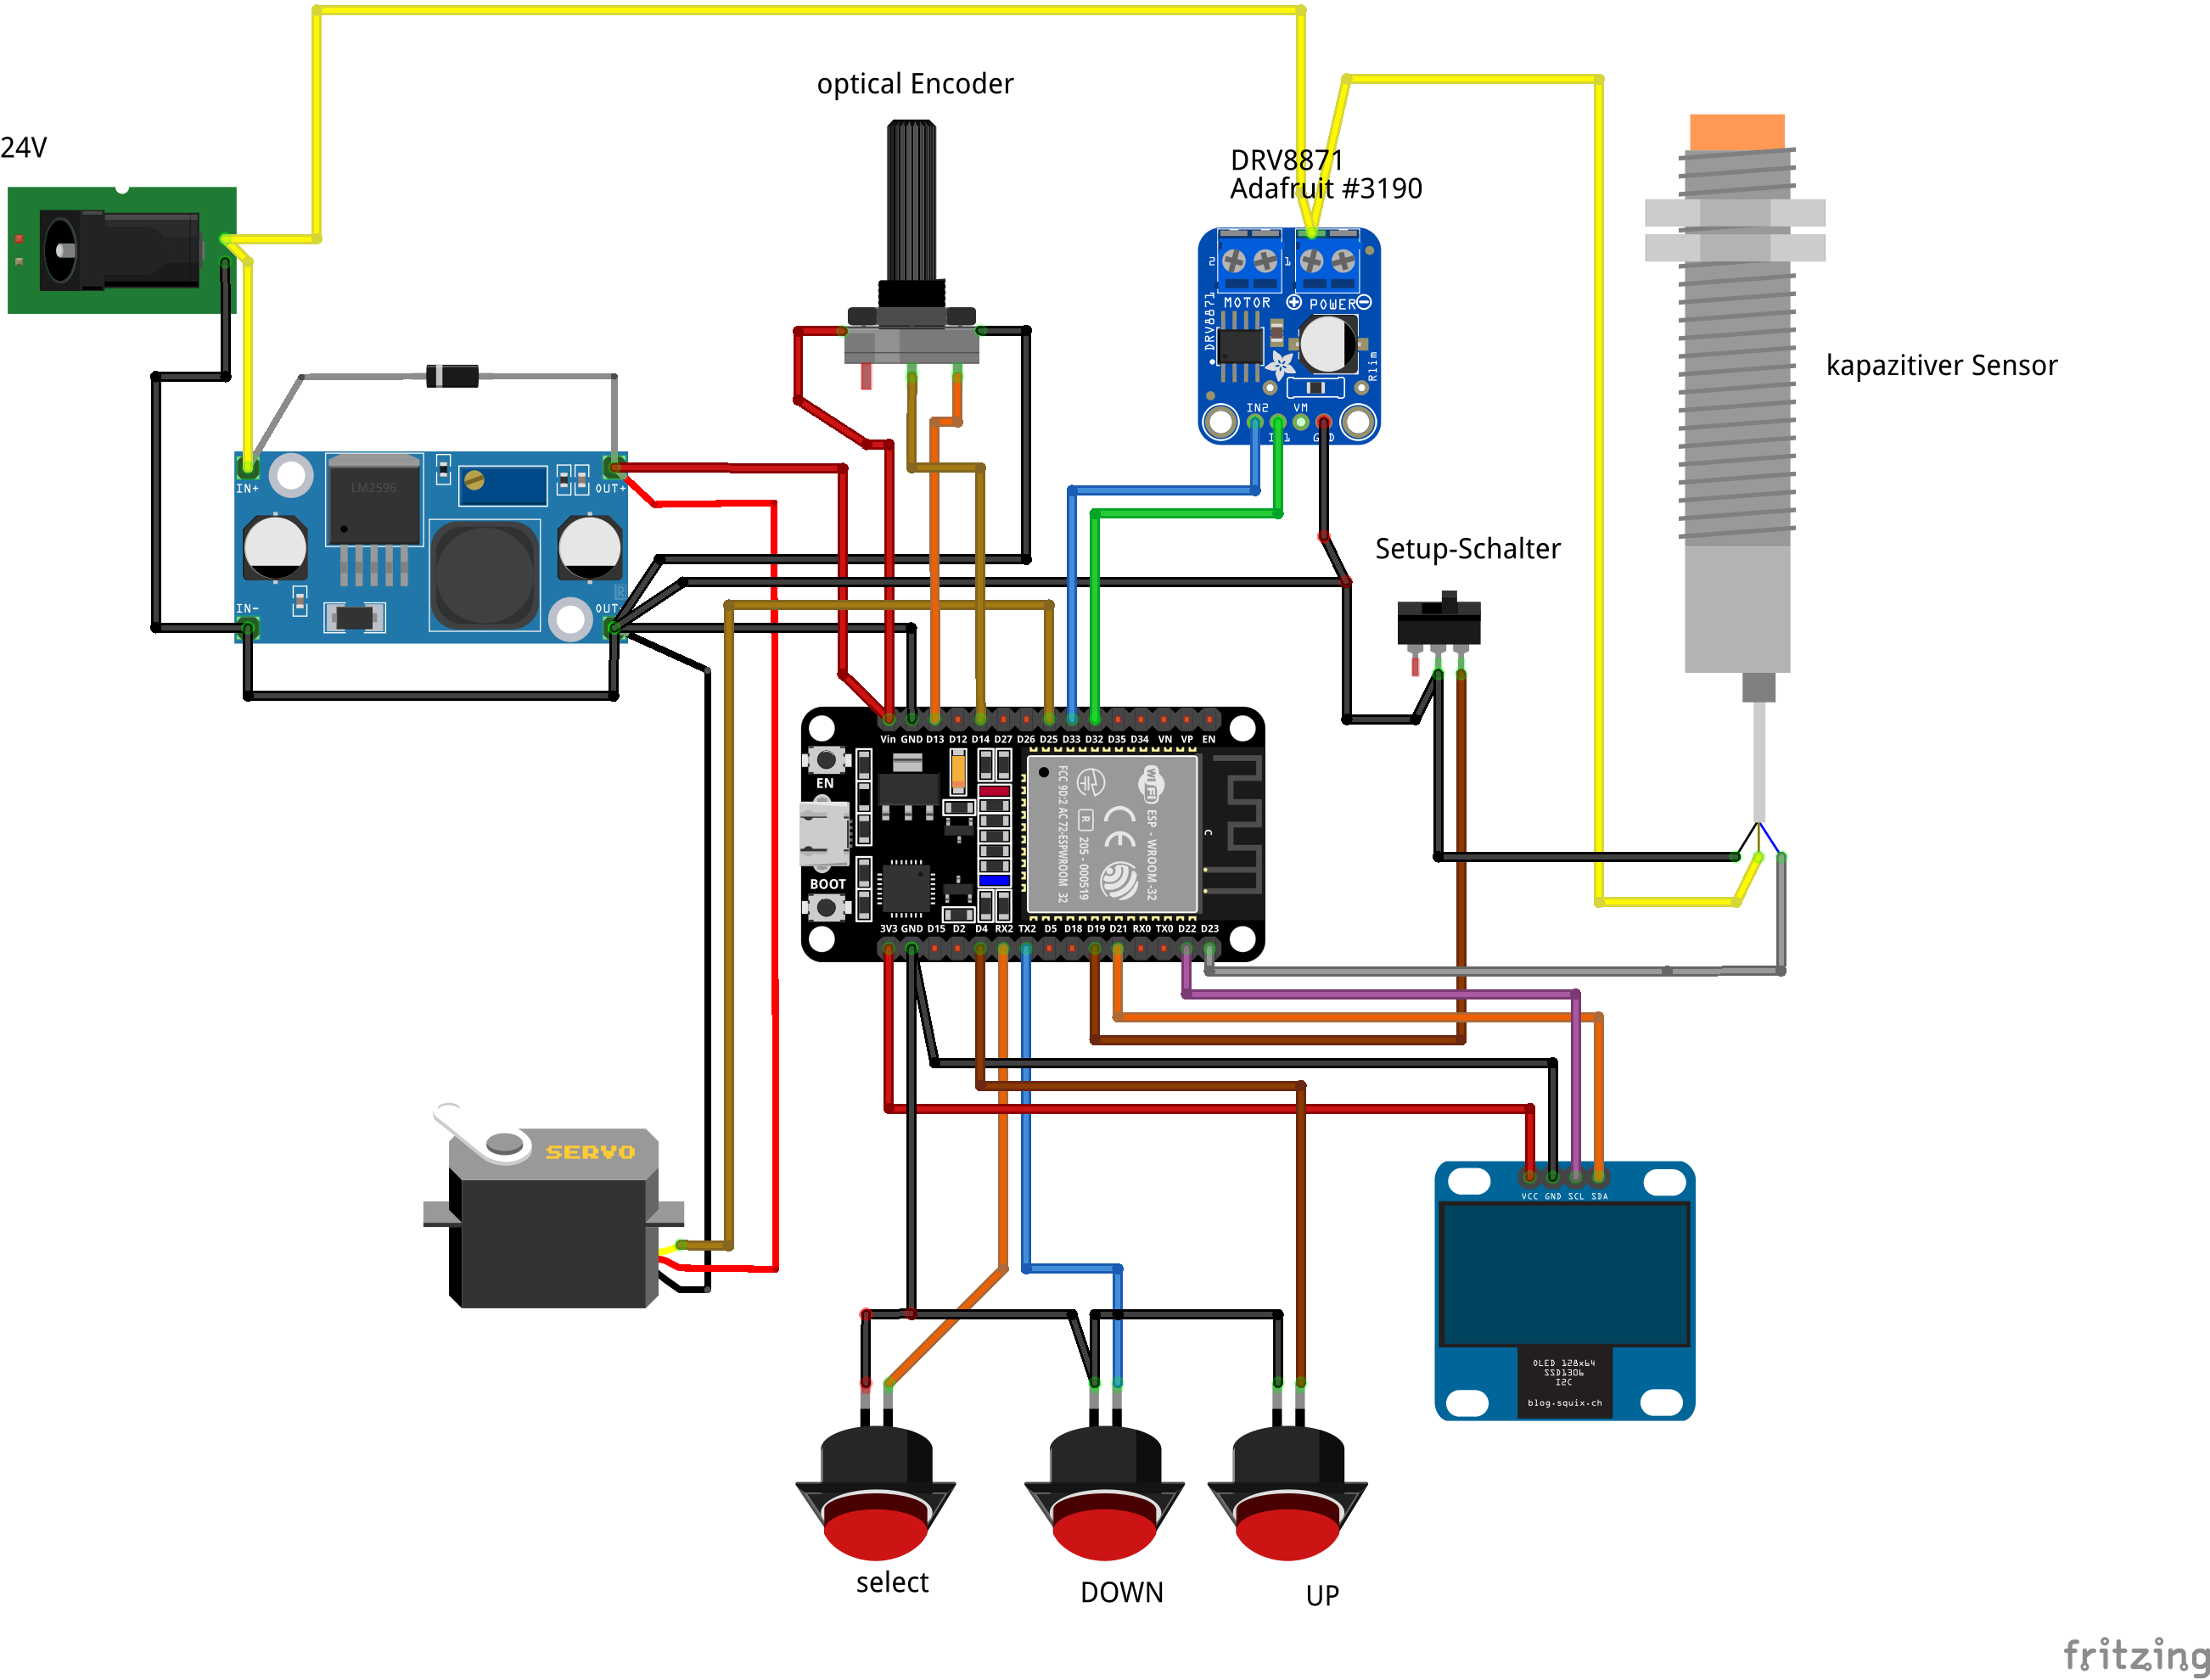 optical Encoder
24V
DRV8871
Adafruit #3190
2
1
MOTOR
POWER
DRV8871
Rlim
kapazitiver Sensor
IN2
VM
GND
LM2596
IN+
OUT+
Setup-Schalter
IN-
OUT-
R
Vin GND D13 D12 D14 D27 D26 D25 D33 D32 D35 D34 VN VP EN
EN
WiFi
ESP - WROOM -32
CE
R
205 - 000519
FCC 9D:2 AC 72-ESPWROOM 32
C
BOOT
3V3 GND D15 D2 D4 RX2 TX2 D5 D18 D19 D21 RX0 TX0 D22 D23
SERVO
VCC GND SCL SDA
OLED 128x64
SSD1306
I2C
blog.squix.ch
select
DOWN
UP
fritzing